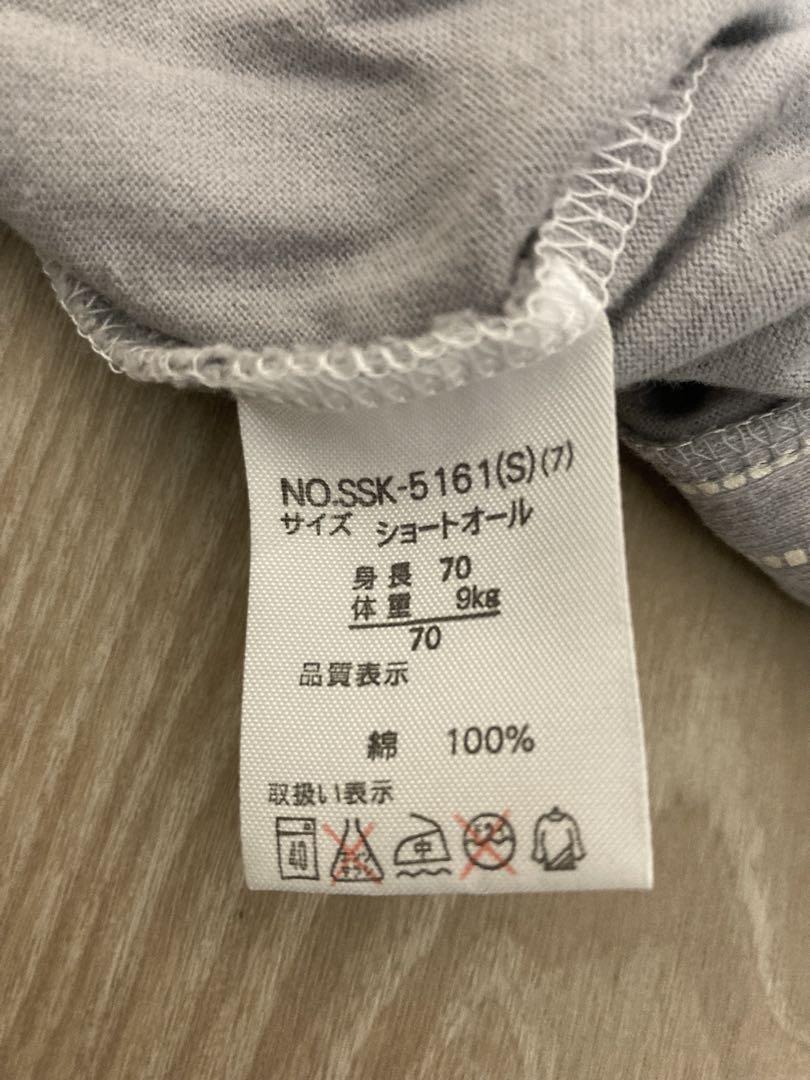 NO.SSK-5161(S)(7)
サイズ ショートオール
身長 70
体重 9kg
70
品質表示
綿 100%
取扱い表示
40 中